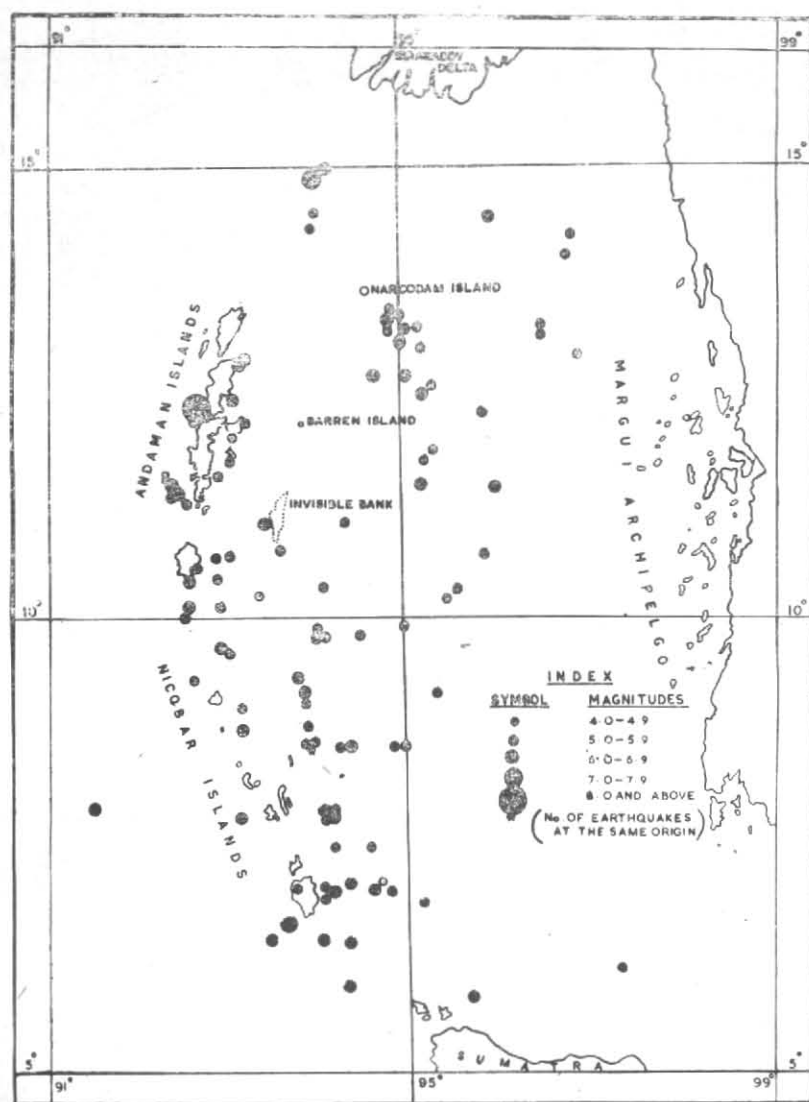 91°
95°
99°
IRRAWADDY
DELTA
15°
15°
ONARCODAM ISLAND
ANDAMAN ISLANDS
BARREN ISLAND
MARGUI ARCHIPELGO
INVISIBLE BANK
10°
10°
NICOBAR ISLANDS
INDEX
SYMBOL MAGNITUDES
4.0-4.9
5.0-5.9
6.0-6.9
7.0-7.9
8.0 AND ABOVE
(No. OF EARTHQUAKES
AT THE SAME ORIGIN)
SUMATRA
5°
5°
91°
95°
99°